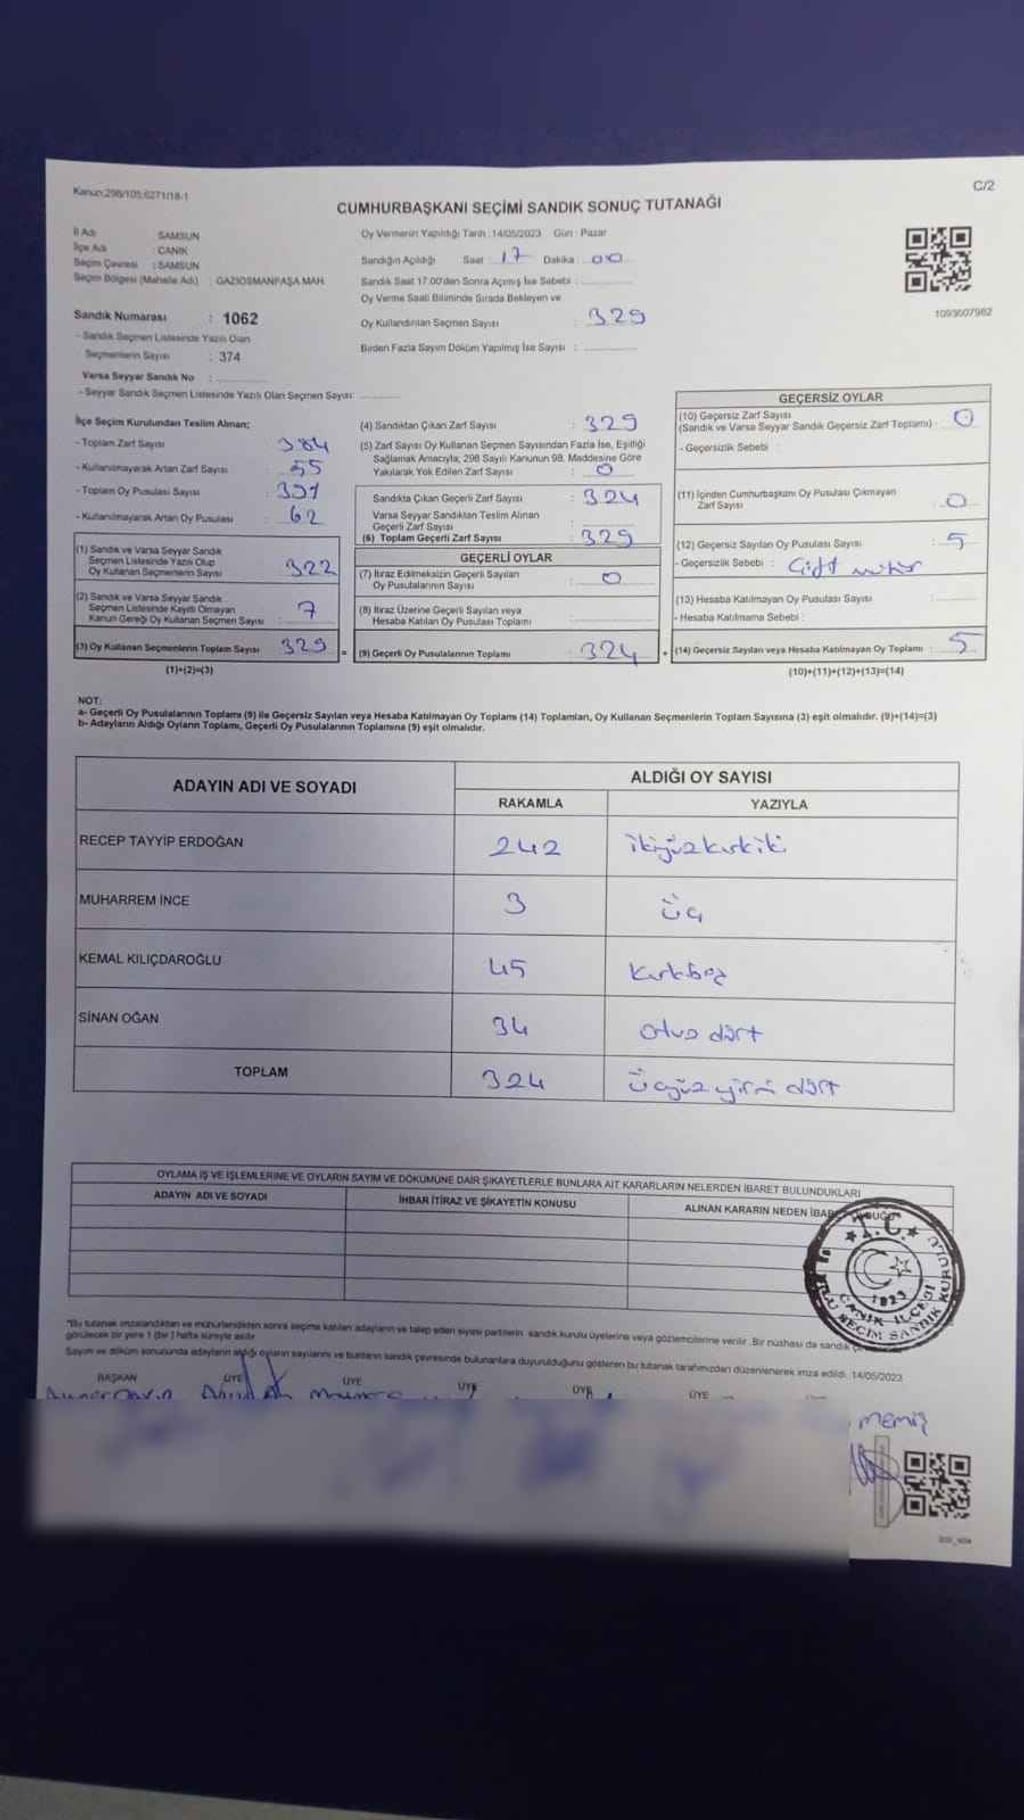 Kanun:298/105,6271/18-1
C/2
CUMHURBAŞKANI SEÇİMİ SANDIK SONUÇ TUTANAĞI
İl Adı : SAMSUN
İlçe Adı : CANİK
Seçim Çevresi : SAMSUN
Seçim Bölgesi (Mahalle Adı) : GAZİOSMANPAŞA MAH.
Sandık Numarası : 1062
- Sandık Seçmen Listesinde Yazılı Olan
Seçmenlerin Sayısı : 374
Varsa Seyyar Sandık No :
- Seyyar Sandık Seçmen Listesinde Yazılı Olan Seçmen Sayısı:
Oy Vermenin Yapıldığı Tarih :14/05/2023 Gün : Pazar
Sandığın Açıldığı Saat : 17 Dakika : 00
Sandık Saat 17:00'den Sonra Açılmış İse Sebebi :
Oy Verme Saati Bitiminde Sırada Bekleyen ve
Oy Kullandırılan Seçmen Sayısı : 329
Birden Fazla Sayım Döküm Yapılmış İse Sayısı :
1093007962
İlçe Seçim Kurulundan Teslim Alınan;
- Toplam Zarf Sayısı : 384
- Kullanılmayarak Artan Zarf Sayısı : 55
- Toplam Oy Pusulası Sayısı : 391
- Kullanılmayarak Artan Oy Pusulası : 62
(1) Sandık ve Varsa Seyyar Sandık
Seçmen Listesinde Yazılı Olup
Oy Kullanan Seçmenlerin Sayısı : 322
(2) Sandık ve Varsa Seyyar Sandık
Seçmen Listesinde Kayıtlı Olmayan
Kanun Gereği Oy Kullanan Seçmen Sayısı : 7
(3) Oy Kullanan Seçmenlerin Toplam Sayısı : 329
(1)+(2)=(3)
(4) Sandıktan Çıkan Zarf Sayısı : 329
(5) Zarf Sayısı Oy Kullanan Seçmen Sayısından Fazla İse, Eşitliği
Sağlamak Amacıyla; 298 Sayılı Kanunun 98. Maddesine Göre
Yakılarak Yok Edilen Zarf Sayısı : 0
Sandıkta Çıkan Geçerli Zarf Sayısı : 324
Varsa Seyyar Sandıktan Teslim Alınan
Geçerli Zarf Sayısı :
(6) Toplam Geçerli Zarf Sayısı : 329
GEÇERLİ OYLAR
(7) İtiraz Edilmeksizin Geçerli Sayılan
Oy Pusulalarının Sayısı : 0
(8) İtiraz Üzerine Geçerli Sayılan veya
Hesaba Katılan Oy Pusulası Toplamı :
= (9) Geçerli Oy Pusulalarının Toplamı : 324
GEÇERSİZ OYLAR
(10) Geçersiz Zarf Sayısı
(Sandık ve Varsa Seyyar Sandık Geçersiz Zarf Toplamı) : 0
- Geçersizlik Sebebi :
(11) İçinden Cumhurbaşkanı Oy Pusulası Çıkmayan
Zarf Sayısı : 0
(12) Geçersiz Sayılan Oy Pusulası Sayısı : 5
- Geçersizlik Sebebi : Çift mühür
(13) Hesaba Katılmayan Oy Pusulası Sayısı :
- Hesaba Katılmama Sebebi :
+ (14) Geçersiz Sayılan veya Hesaba Katılmayan Oy Toplamı : 5
(10)+(11)+(12)+(13)=(14)
NOT:
a- Geçerli Oy Pusulalarının Toplamı (9) ile Geçersiz Sayılan veya Hesaba Katılmayan Oy Toplamı (14) Toplamları, Oy Kullanan Seçmenlerin Toplam Sayısına (3) eşit olmalıdır. (9)+(14)=(3)
b- Adayların Aldığı Oyların Toplamı, Geçerli Oy Pusulalarının Toplamına (9) eşit olmalıdır.
ADAYIN ADI VE SOYADI
ALDIĞI OY SAYISI
RAKAMLA YAZIYLA
RECEP TAYYİP ERDOĞAN 242 ikiyüzkırkiki
MUHARREM İNCE 3 üç
KEMAL KILIÇDAROĞLU 45 kırkbeş
SİNAN OĞAN 34 otuz dört
TOPLAM 324 üçyüz yirmi dört
OYLAMA İŞ VE İŞLEMLERİNE VE OYLARIN SAYIM VE DÖKÜMÜNE DAİR ŞİKAYETLERLE BUNLARA AİT KARARLARIN NELERDEN İBARET BULUNDUKLARI
ADAYIN ADI VE SOYADI
İHBAR İTİRAZ VE ŞİKAYETİN KONUSU
ALINAN KARARIN NEDEN İBAR
T.C.
1923
CANİK İLÇESİ
SEÇİM SANDIK KURULU
*Bu tutanak imzalandıktan ve mühürlendikten sonra seçime katılan adayların ve talep eden siyasi partilerin sandık kurulu üyelerine veya gözlemcilerine verilir. Bir nüshası da sandık
görülecek bir yere 1 (bir) hafta süreyle asılır.
Sayım ve döküm sonucunda adayların aldığı oyların sayılarını ve bunların sandık çevresinde bulunanlara duyurulduğunu gösteren bu tutanak tarafımızdan düzenlenerek imza edildi. 14/05/2023
BAŞKAN ÜYE ÜYE ÜYE ÜYE ÜYE
memiş